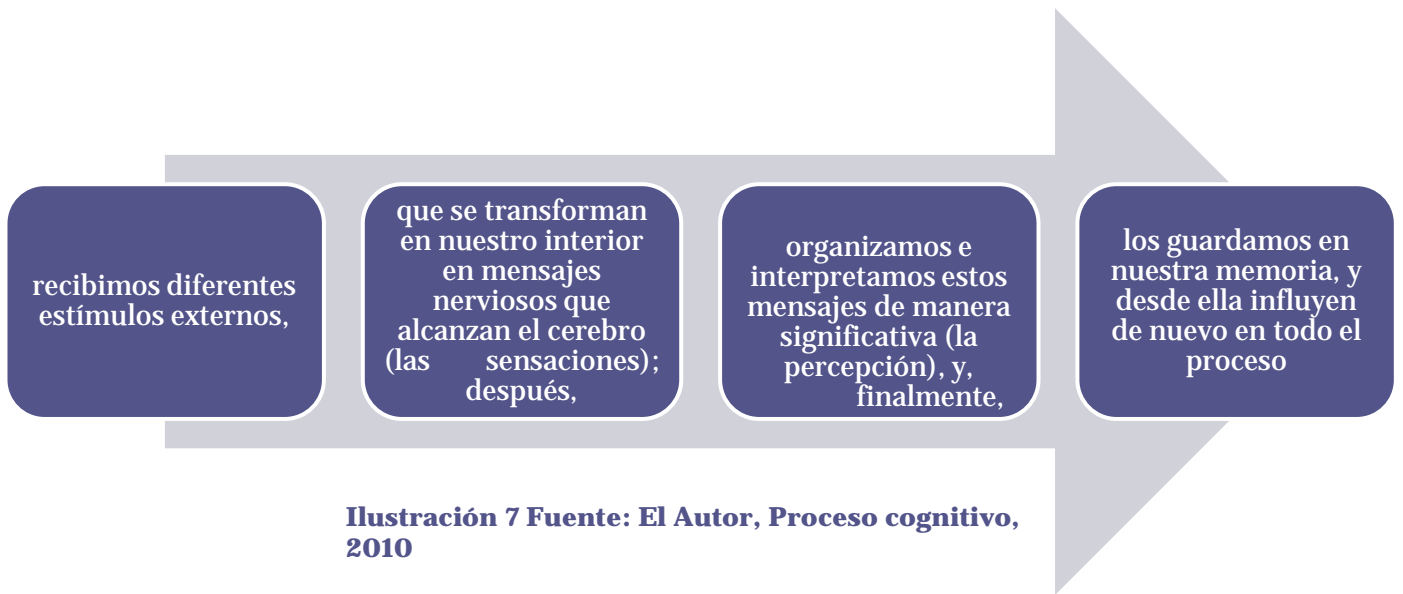 recibimos diferentes
estímulos externos,
que se transforman
en nuestro interior
en mensajes
nerviosos que
alcanzan el cerebro
(las sensaciones);
después,
organizamos e
interpretamos estos
mensajes de manera
significativa (la
percepción), y,
finalmente,
los guardamos en
nuestra memoria, y
desde ella influyen
de nuevo en todo el
proceso
Ilustración 7 Fuente: El Autor, Proceso cognitivo,
2010